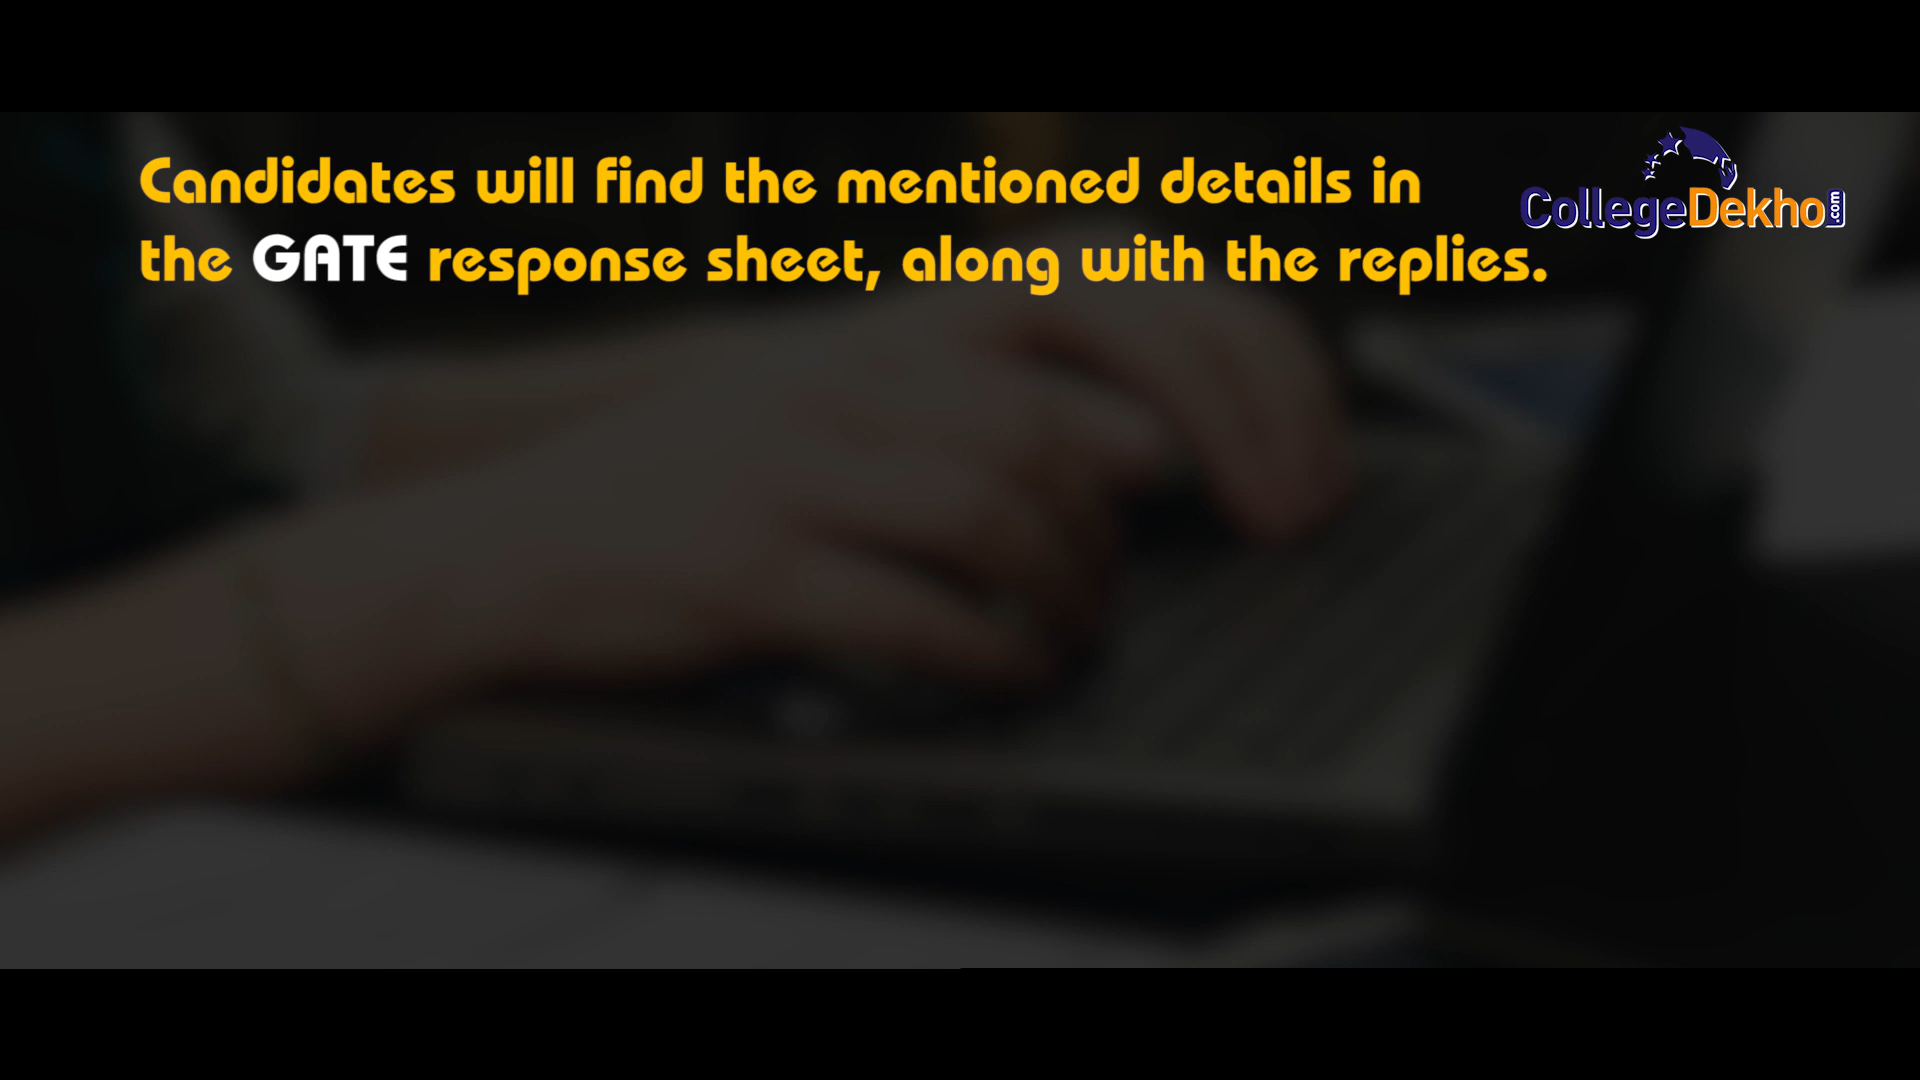 Candidates will find the mentioned details in
the GATE response sheet, along with the replies.
CollegeDekho.com